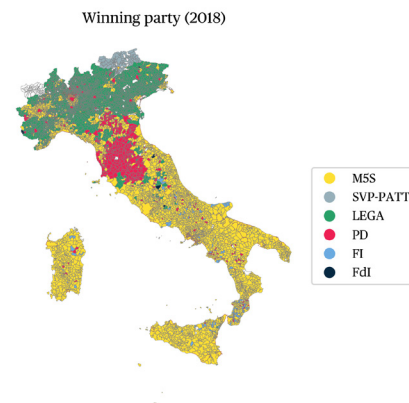 Winning party (2018)
M5S
SVP-PATT
LEGA
PD
FI
FdI